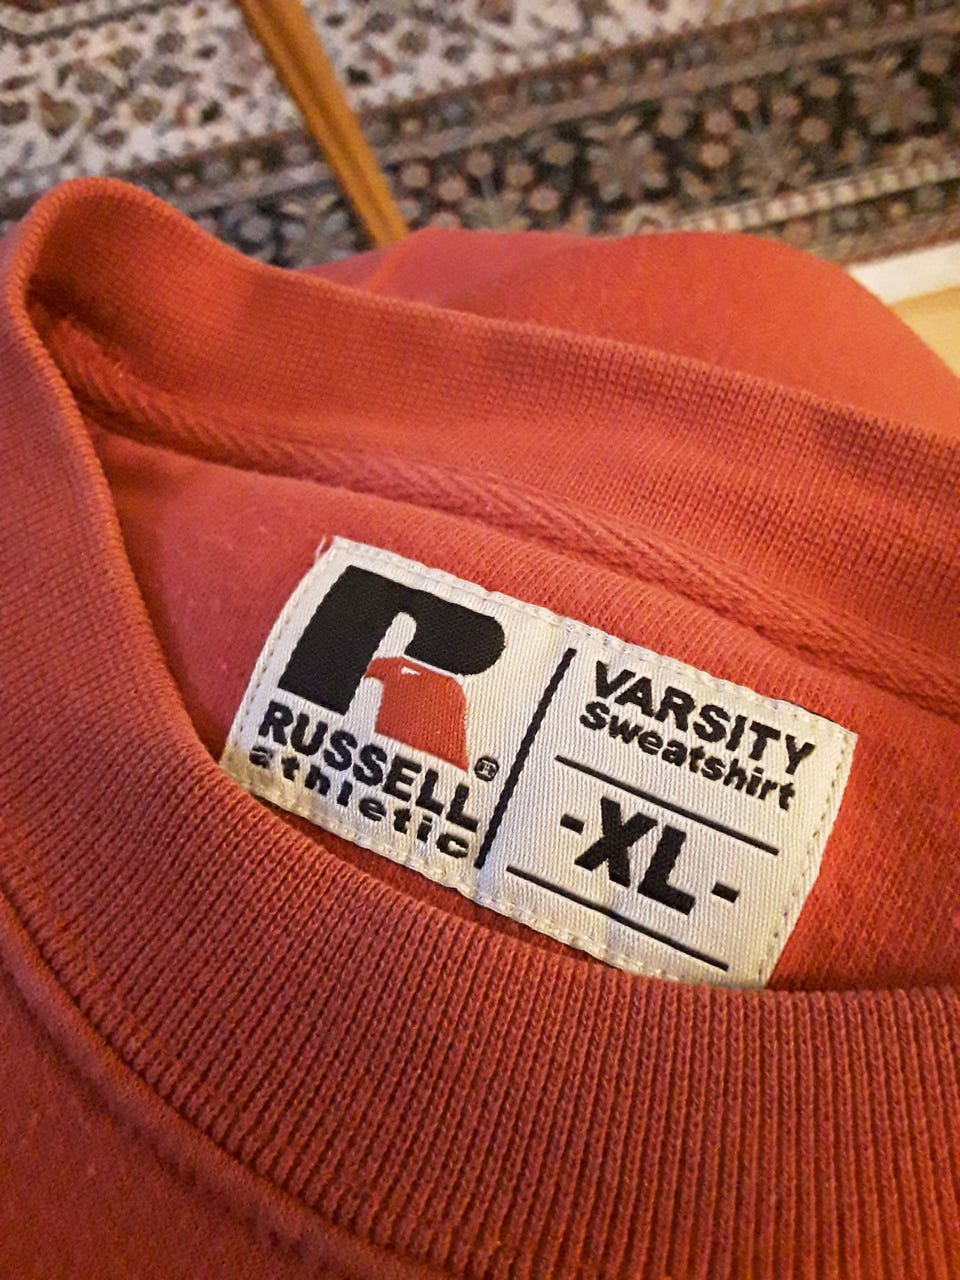 R
RUSSELL®
athletic
VARSITY
Sweatshirt
-XL-